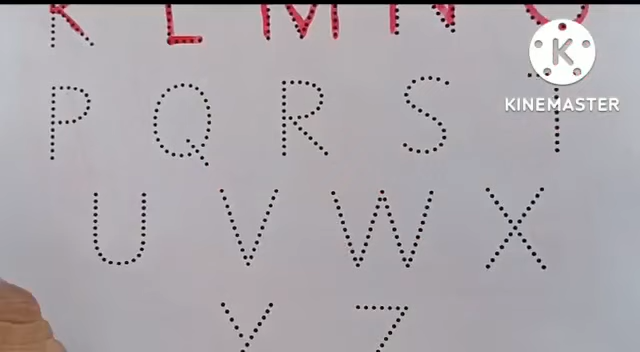 K L M N O
P Q R S T
U V W X
Y Z
K
KINEMASTER